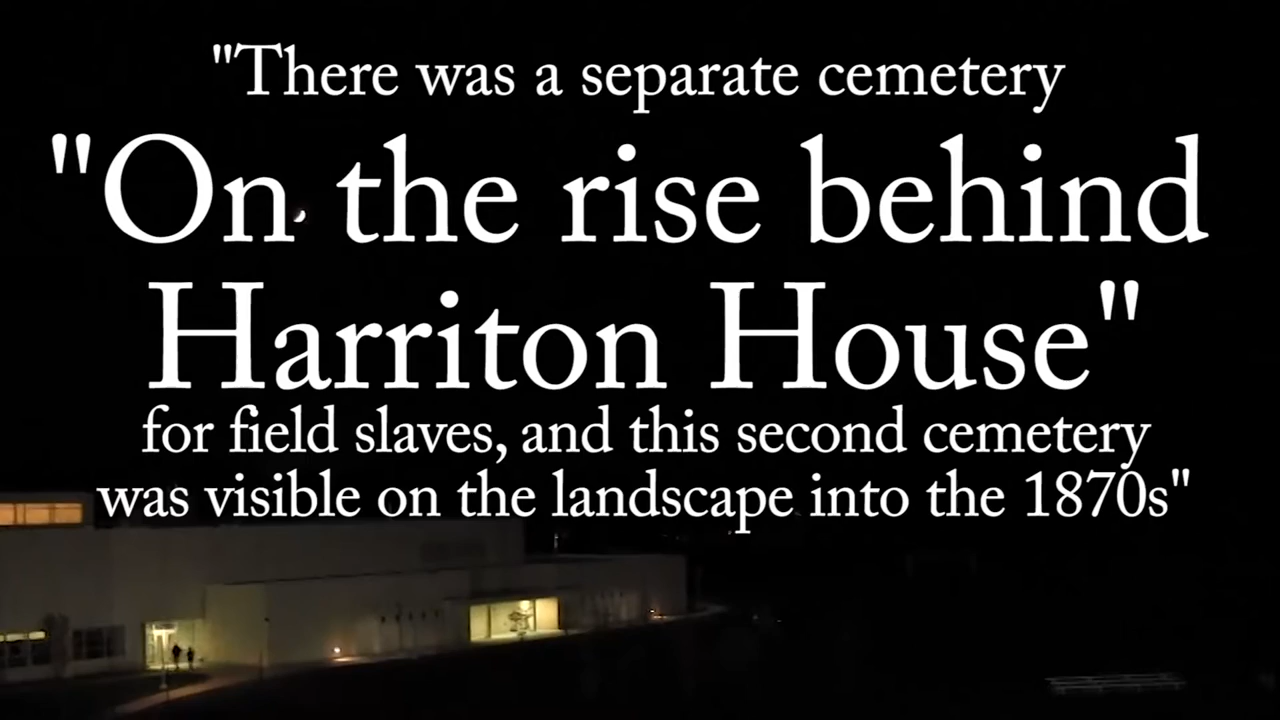 "There was a separate cemetery
"On the rise behind
Harriton House"
for field slaves, and this second cemetery
was visible on the landscape into the 1870s"